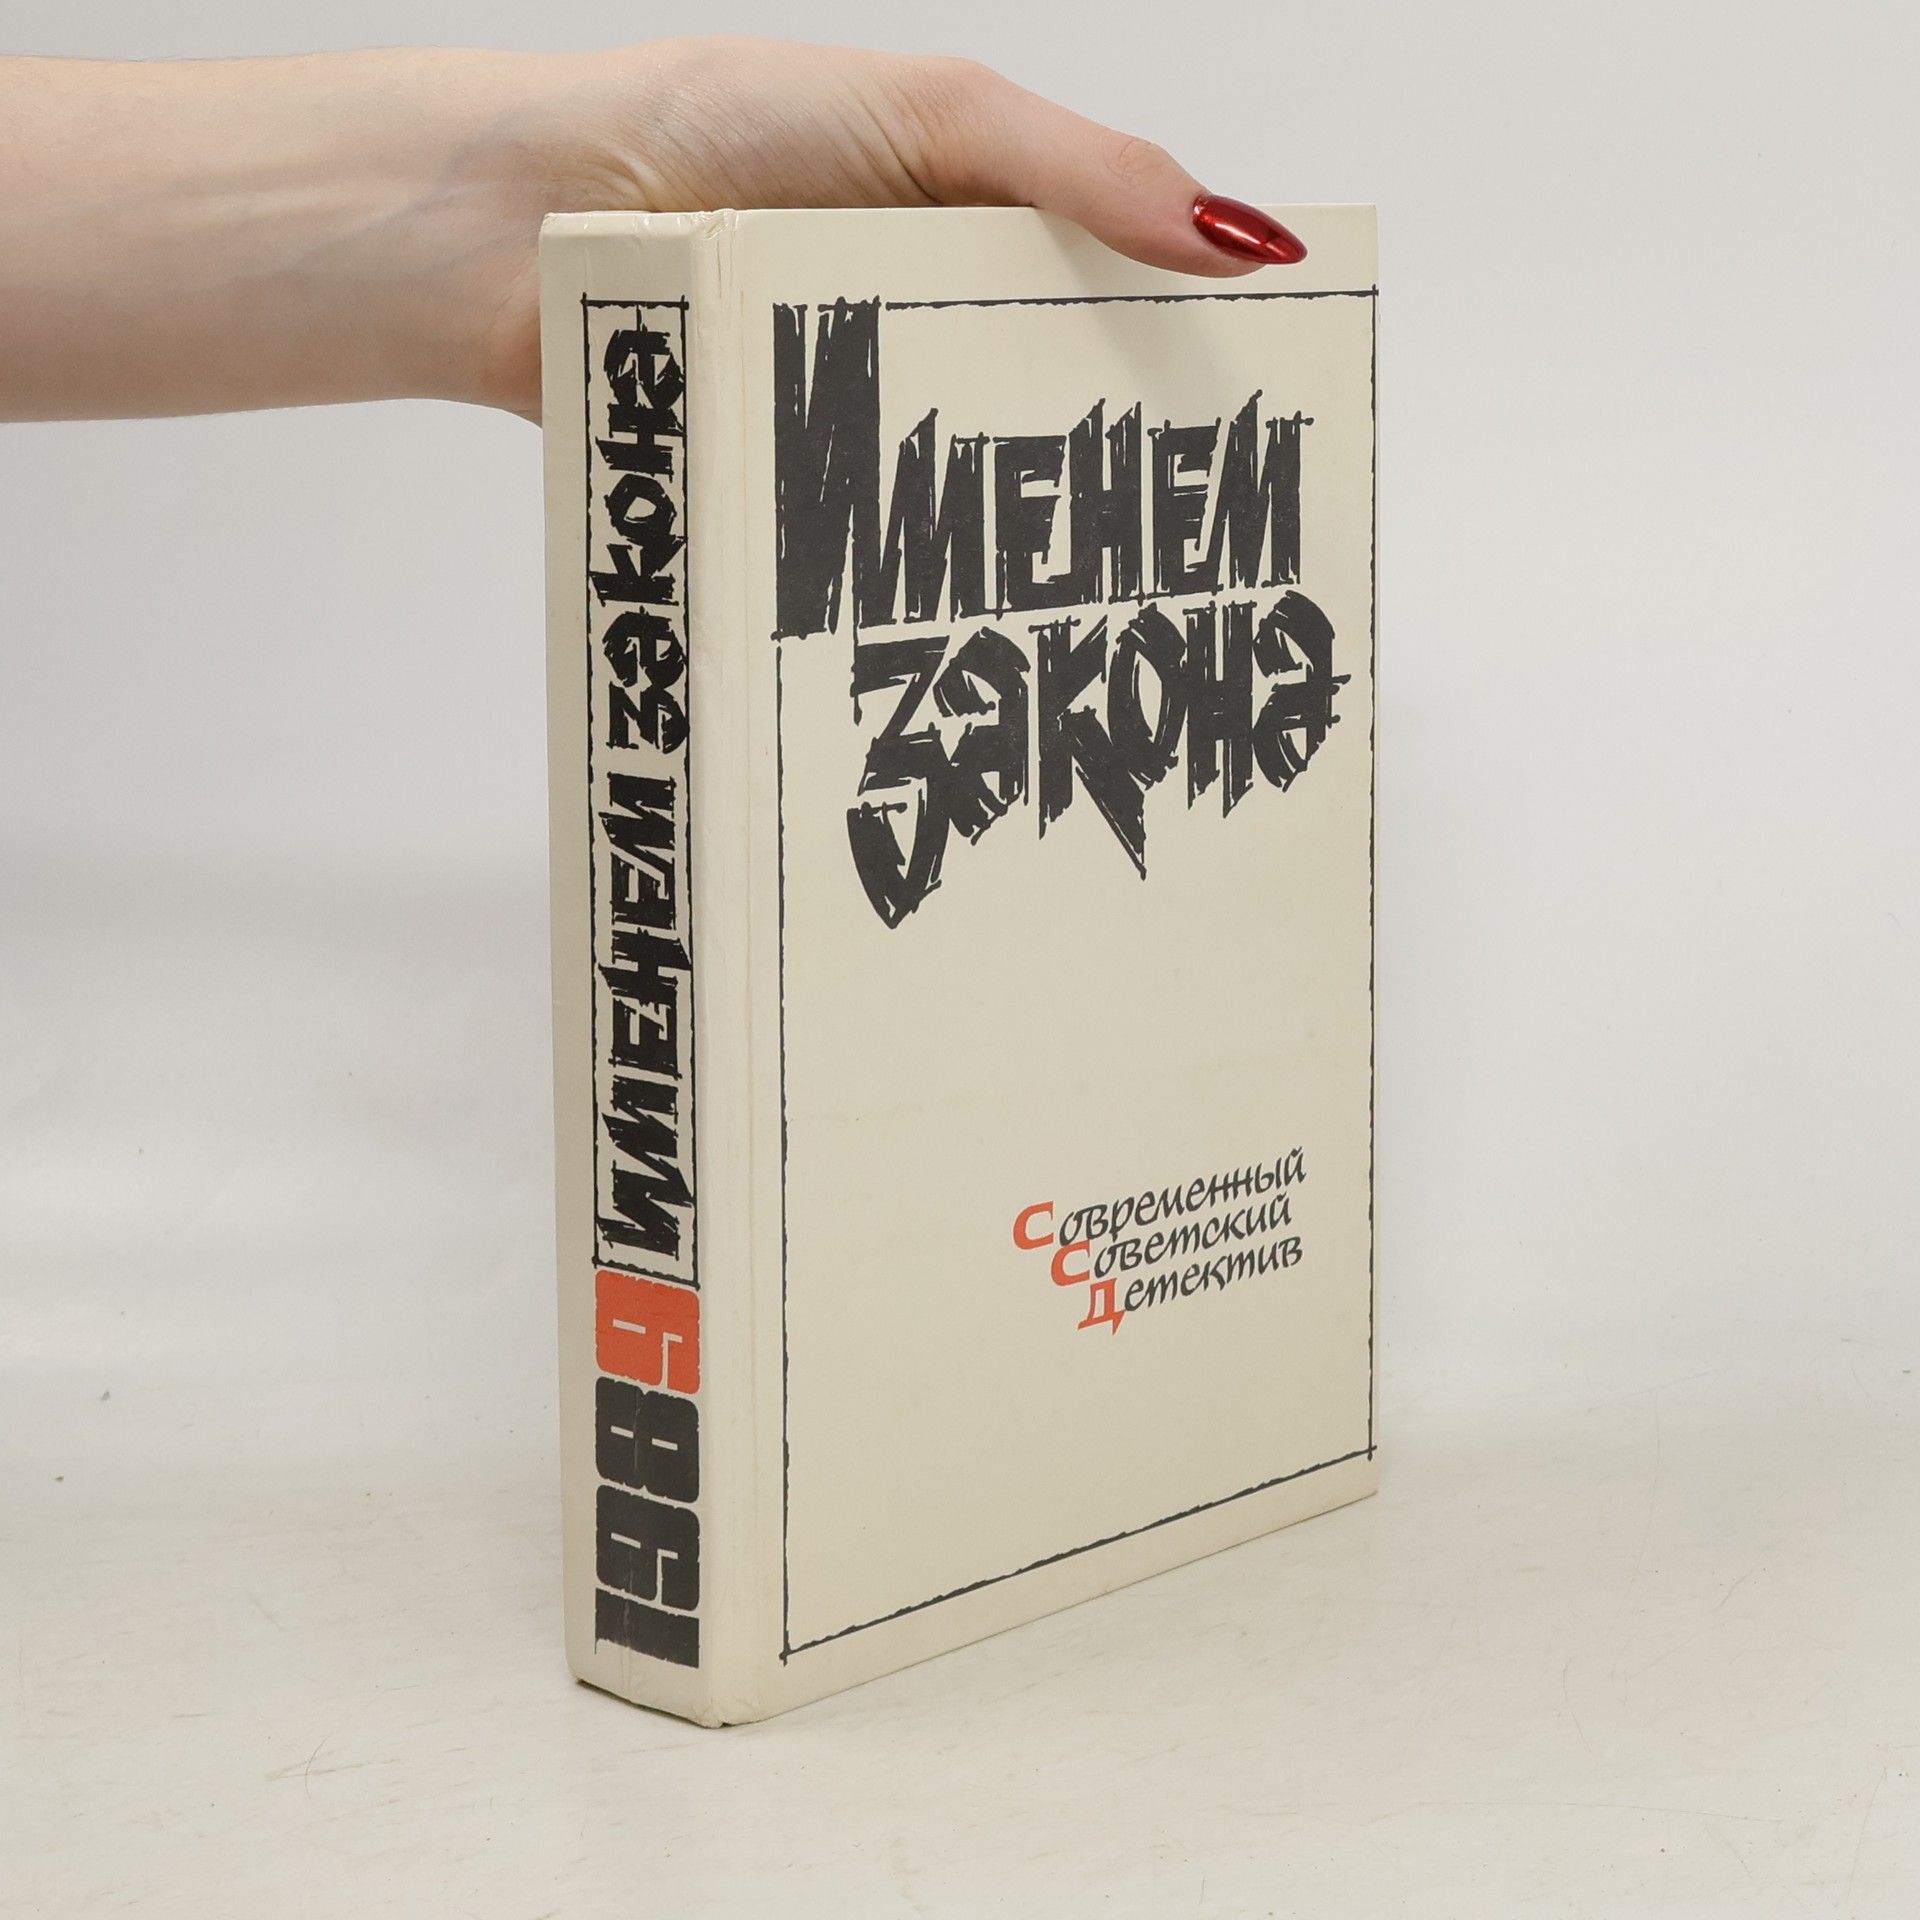 Именем
закона
Современный
Советский
Детектив
Именем закона 1989